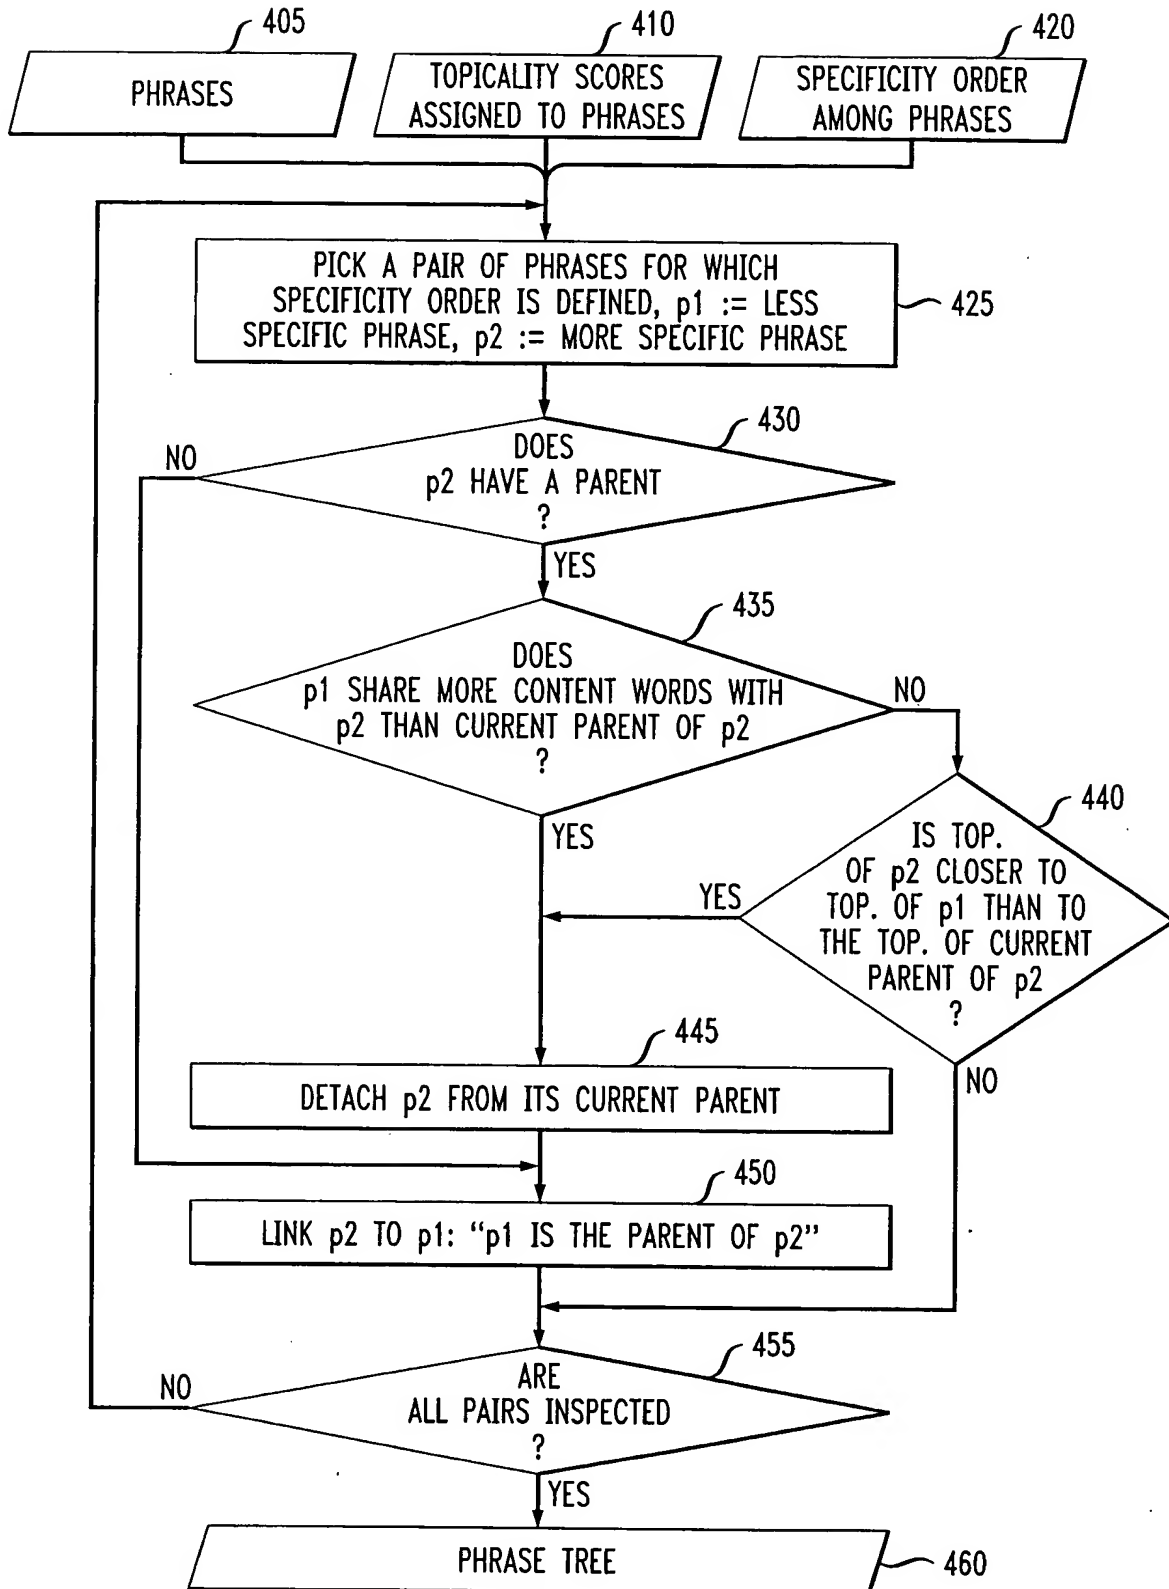 405
410
420
PHRASES
TOPICALITY SCORES
ASSIGNED TO PHRASES
SPECIFICITY ORDER
AMONG PHRASES
PICK A PAIR OF PHRASES FOR WHICH
SPECIFICITY ORDER IS DEFINED, p1 := LESS
SPECIFIC PHRASE, p2 := MORE SPECIFIC PHRASE
425
430
NO
DOES
p2 HAVE A PARENT
?
YES
435
DOES
p1 SHARE MORE CONTENT WORDS WITH
p2 THAN CURRENT PARENT OF p2
?
NO
YES
440
IS TOP.
OF p2 CLOSER TO
TOP. OF p1 THAN TO
THE TOP. OF CURRENT
PARENT OF p2
?
YES
NO
445
DETACH p2 FROM ITS CURRENT PARENT
450
LINK p2 TO p1: “p1 IS THE PARENT OF p2”
455
NO
ARE
ALL PAIRS INSPECTED
?
YES
PHRASE TREE
460